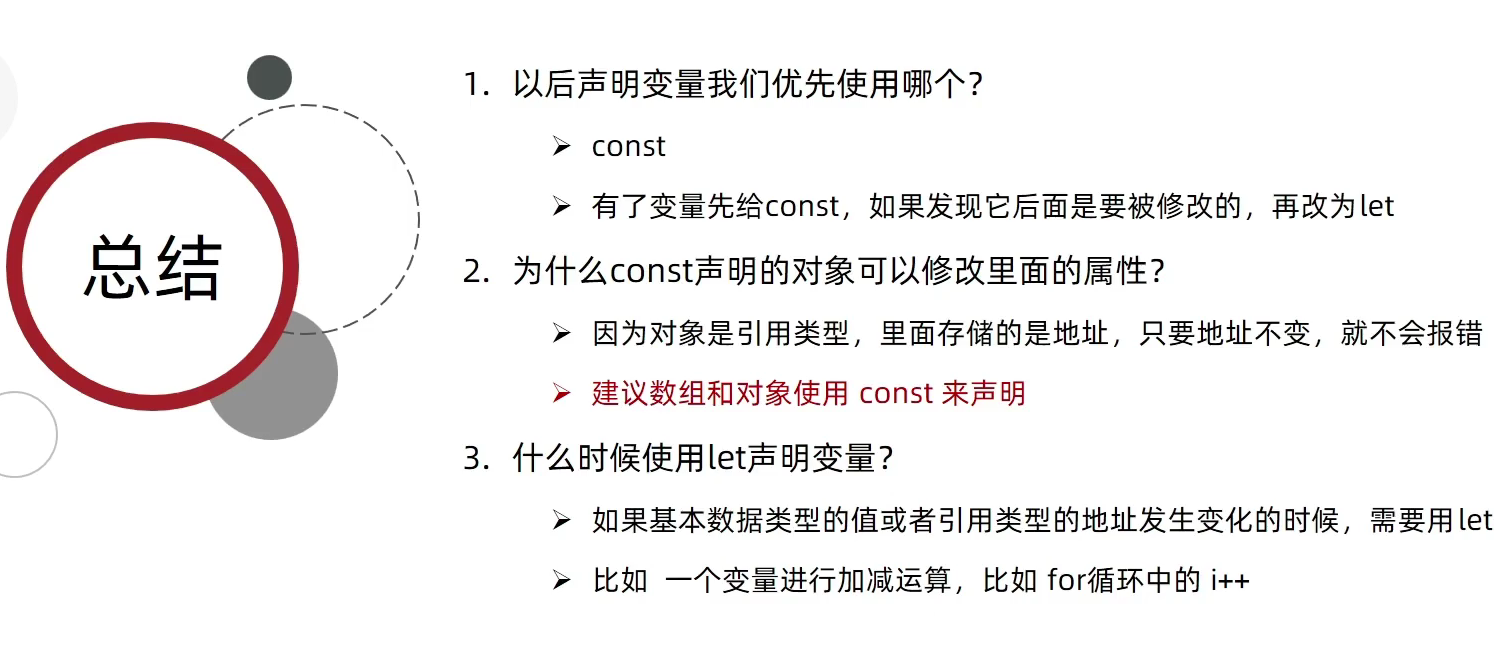 总结
1. 以后声明变量我们优先使用哪个？
➢ const
➢ 有了变量先给const，如果发现它后面是要被修改的，再改为let
2. 为什么const声明的对象可以修改里面的属性？
➢ 因为对象是引用类型，里面存储的是地址，只要地址不变，就不会报错
➢ 建议数组和对象使用 const 来声明
3. 什么时候使用let声明变量？
➢ 如果基本数据类型的值或者引用类型的地址发生变化的时候，需要用let
➢ 比如 一个变量进行加减运算，比如 for循环中的 i++